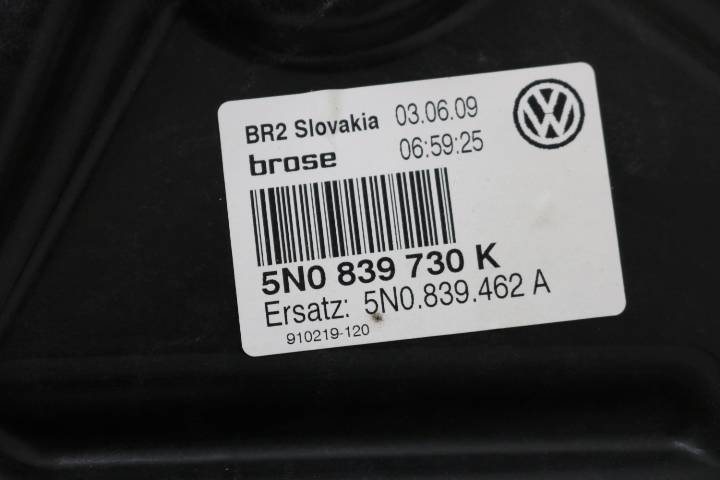 BR2 Slovakia 03.06.09
brose 06:59:25
5N0 839 730 K
Ersatz: 5N0.839.462 A
910219-120